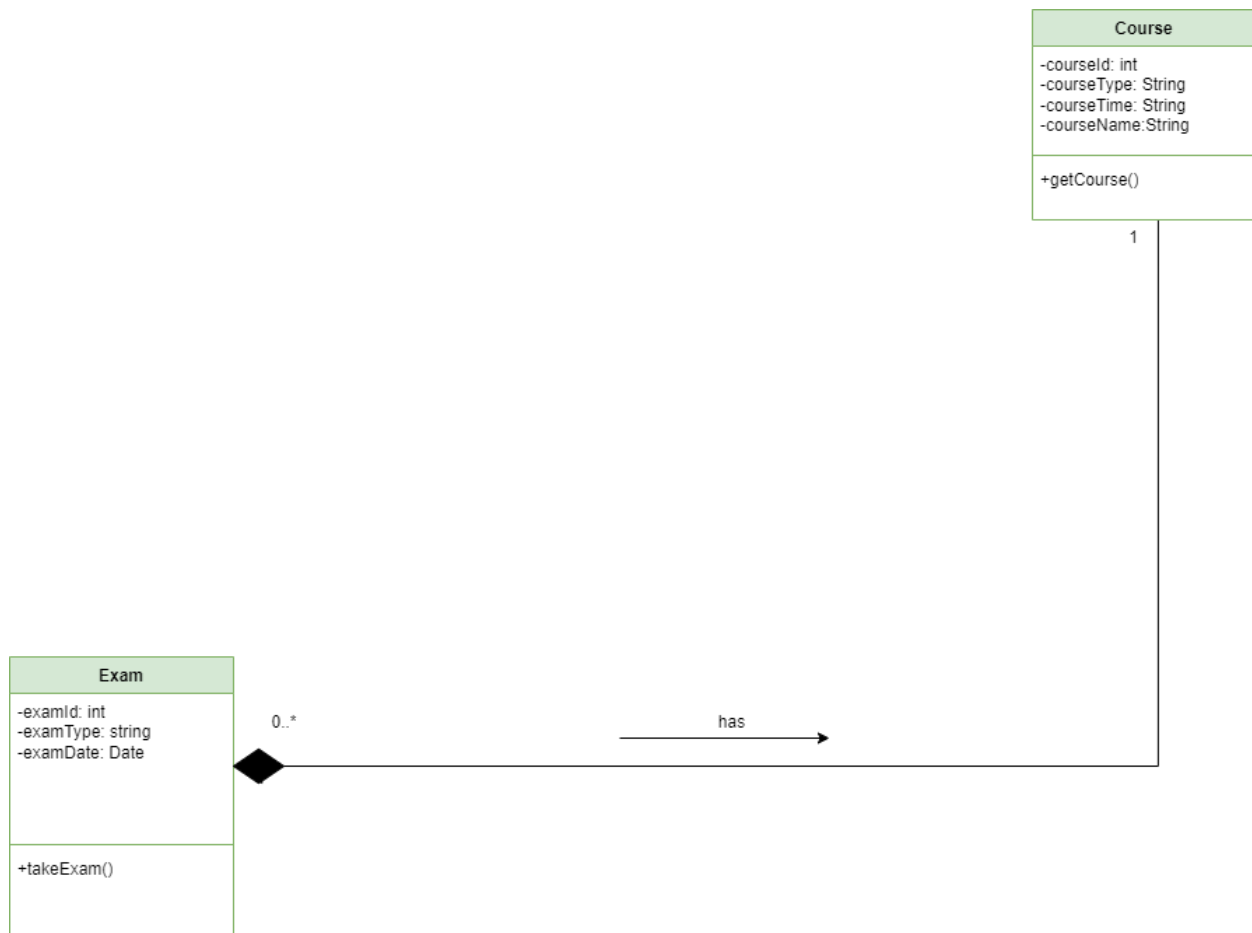 Course
-courseId: int
-courseType: String
-courseTime: String
-courseName:String
+getCourse()
1
Exam
-examId: int
-examType: string
-examDate: Date
0..*
has
+takeExam()